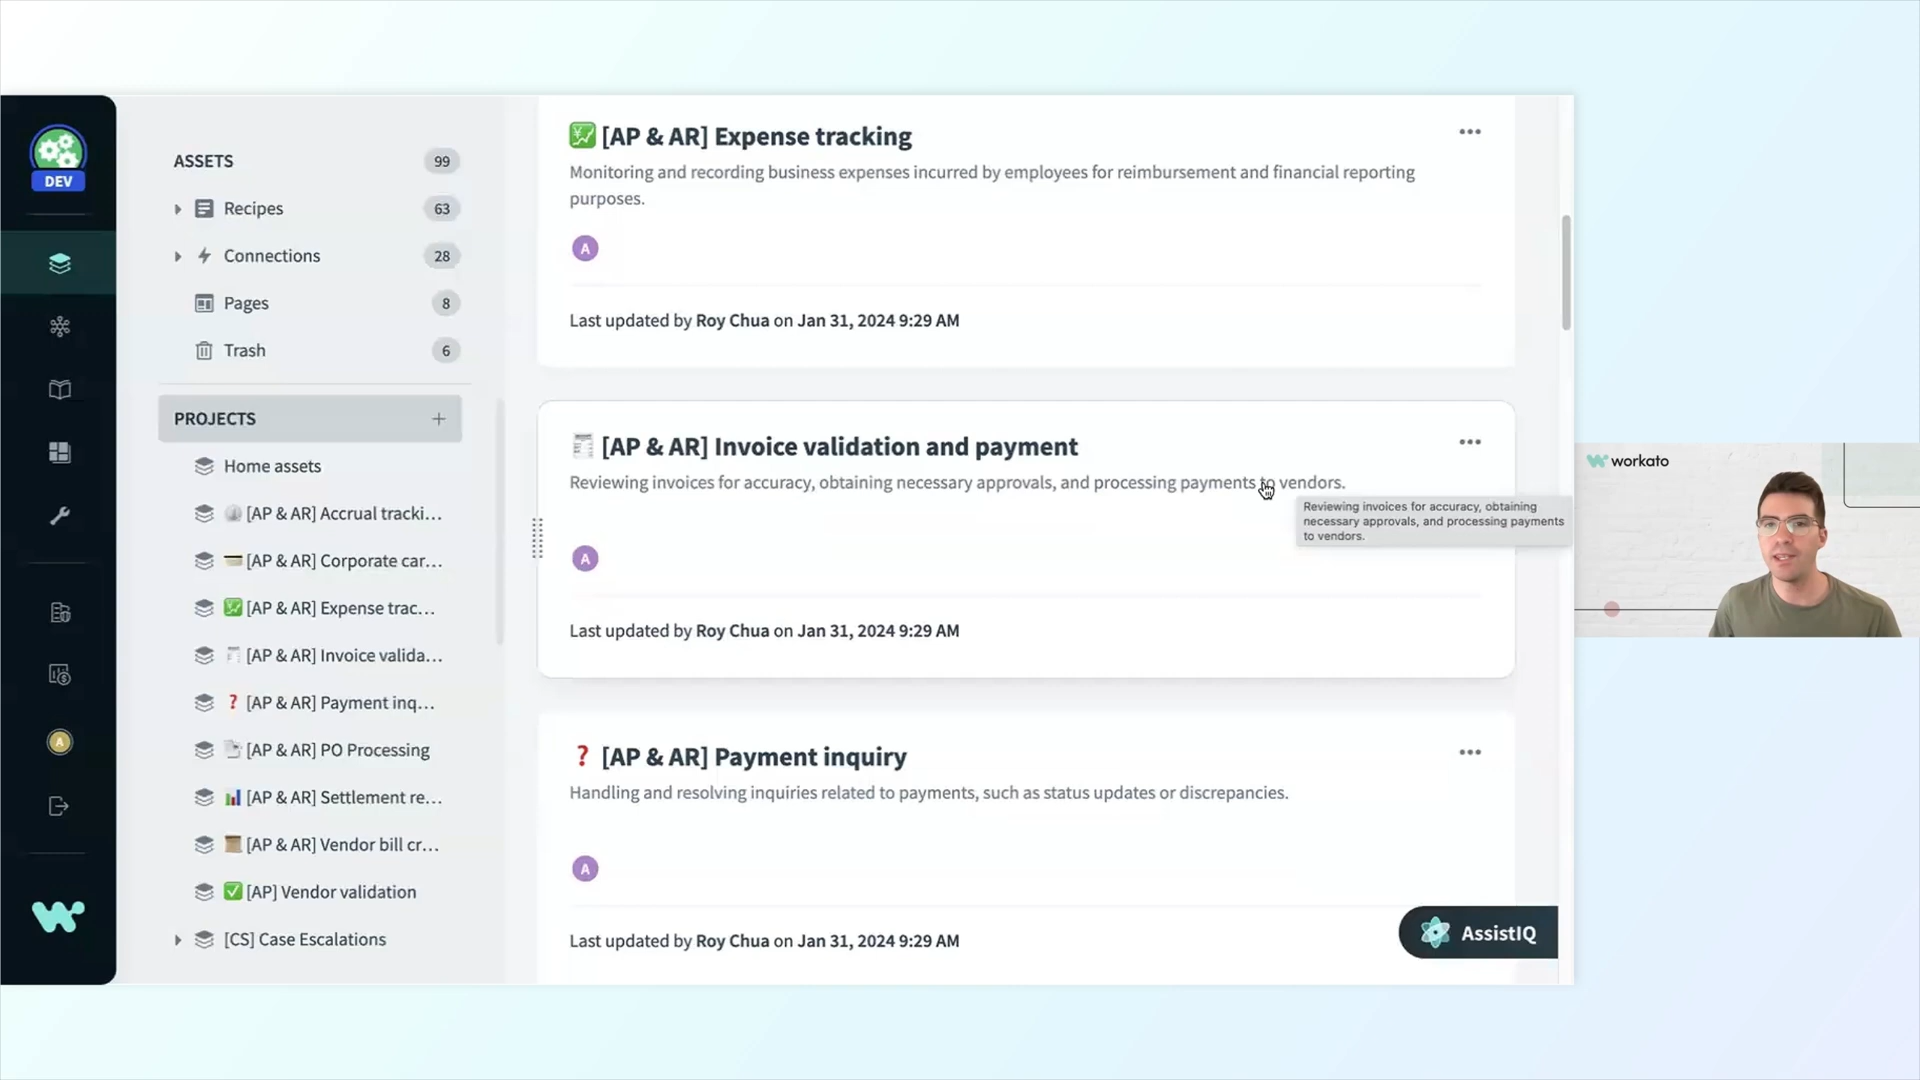 DEV
ASSETS 99
Recipes 63
Connections 28
Pages 8
Trash 6
PROJECTS +
Home assets
[AP & AR] Accrual tracki...
[AP & AR] Corporate car...
[AP & AR] Expense trac...
[AP & AR] Invoice valida...
❓ [AP & AR] Payment inq...
[AP & AR] PO Processing
[AP & AR] Settlement re...
[AP & AR] Vendor bill cr...
[AP] Vendor validation
[CS] Case Escalations
A
[AP & AR] Expense tracking
Monitoring and recording business expenses incurred by employees for reimbursement and financial reporting
purposes.
A
Last updated by Roy Chua on Jan 31, 2024 9:29 AM
[AP & AR] Invoice validation and payment
Reviewing invoices for accuracy, obtaining necessary approvals, and processing payments to vendors.
Reviewing invoices for accuracy, obtaining
necessary approvals, and processing payments
to vendors.
A
Last updated by Roy Chua on Jan 31, 2024 9:29 AM
❓ [AP & AR] Payment inquiry
Handling and resolving inquiries related to payments, such as status updates or discrepancies.
A
Last updated by Roy Chua on Jan 31, 2024 9:29 AM
AssistIQ
workato